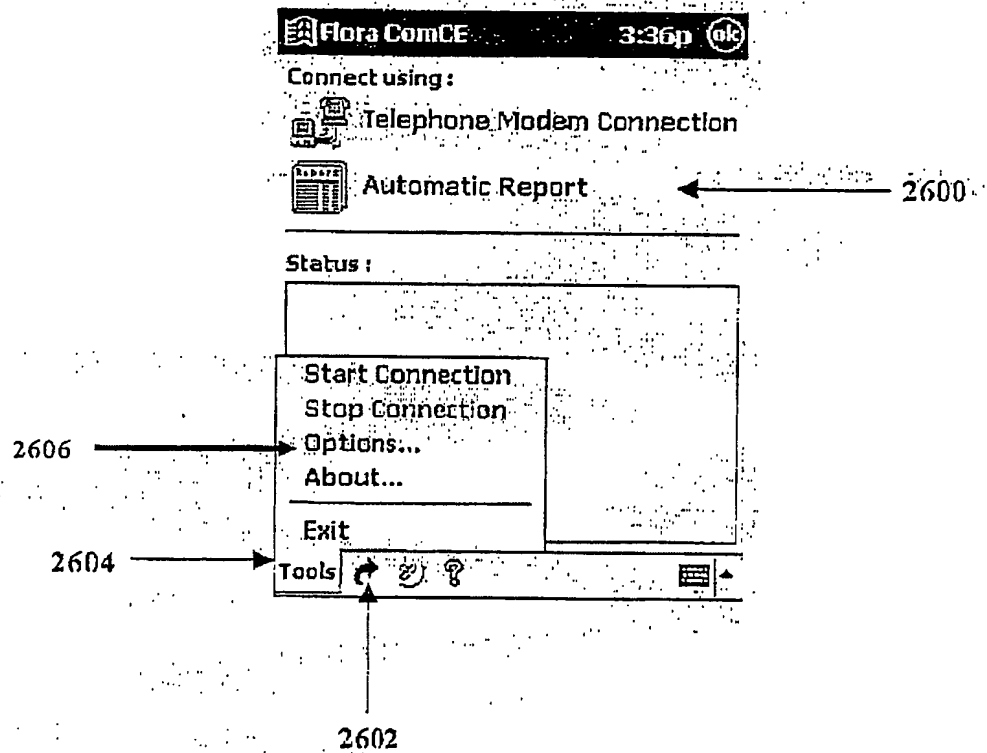 Flora ComCE 3:36p ok
Connect using :
Telephone Modem Connection
Reports
Automatic Report
2600
Status :
Start Connection
Stop Connection
2606
Options...
About...
Exit
2604
Tools
?
2602